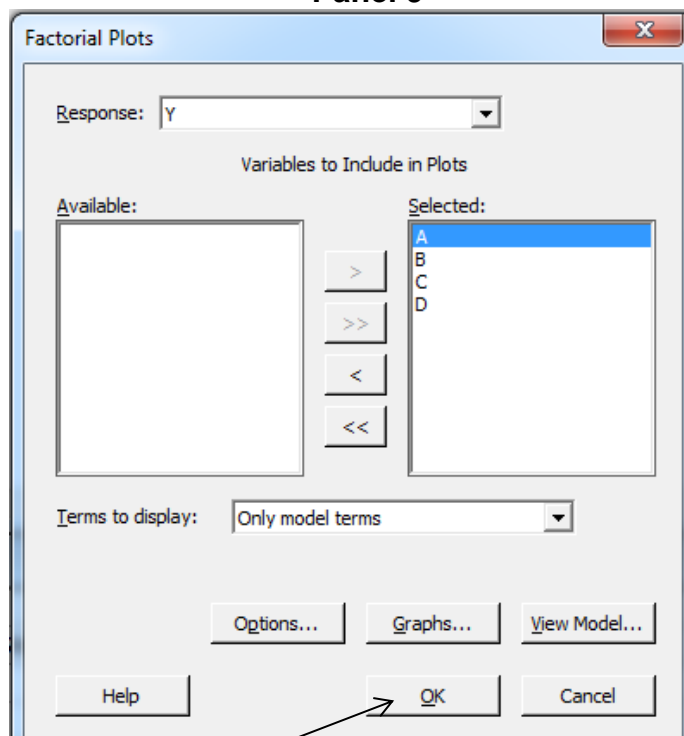 Factorial Plots
Response: Y
Variables to Include in Plots
Available: Selected:
A
B
C
D
>
>>
<
<<
Terms to display: Only model terms
Options... Graphs... View Model...
Help OK Cancel